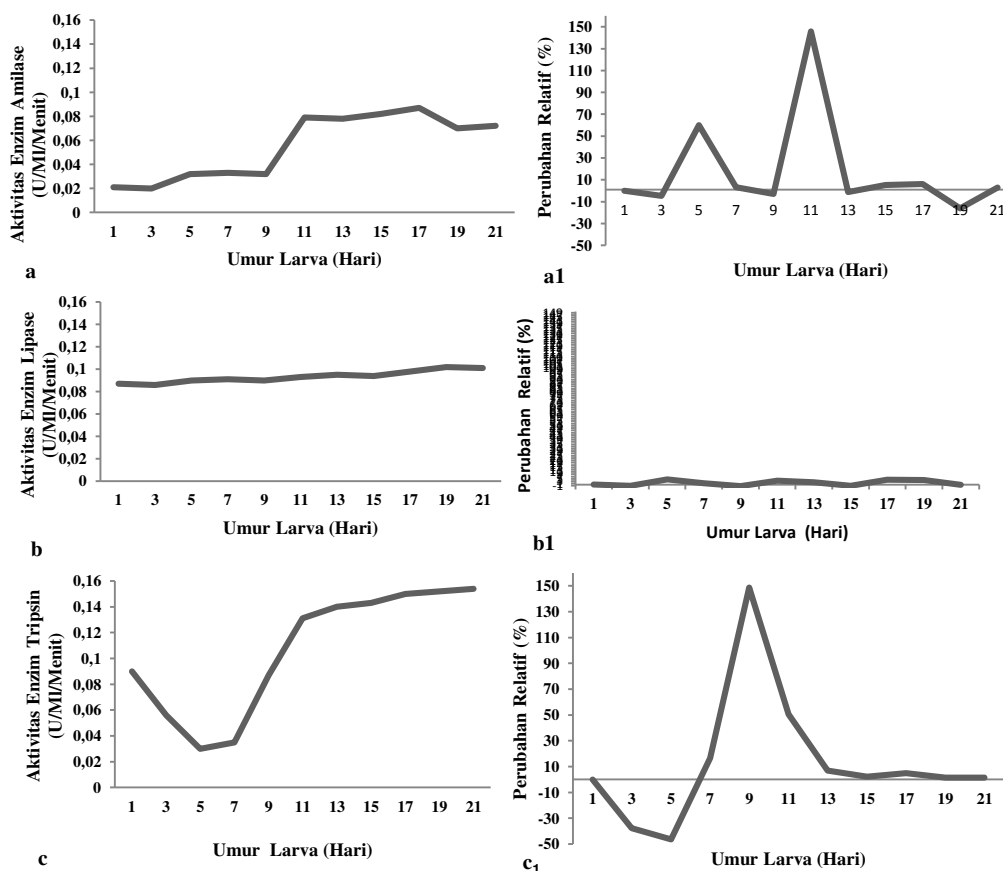 0,16
0,14
0,12
0,1
0,08
0,06
0,04
0,02
0
Aktivitas Enzim Amilase
(U/Ml/Menit)
1 3 5 7 9 11 13 15 17 19 21
Umur Larva (Hari)
a
150
130
110
90
70
50
30
10
-10
-30
-50
Perubahan Relatif (%)
1 3 5 7 9 11 13 15 17 19 21
Umur Larva (Hari)
a1
0,16
0,14
0,12
0,1
0,08
0,06
0,04
0,02
0
Aktivitas Enzim Lipase
(U/Ml/Menit)
1 3 5 7 9 11 13 15 17 19 21
Umur Larva (Hari)
b
Perubahan Relatif (%)
1 3 5 7 9 11 13 15 17 19 21
Umur Larva (Hari)
b1
0,16
0,14
0,12
0,1
0,08
0,06
0,04
0,02
0
Aktivitas Enzim Tripsin
(U/Ml/Menit)
1 3 5 7 9 11 13 15 17 19 21
Umur Larva (Hari)
c
150
130
110
90
70
50
30
10
-10
-30
-50
Perubahan Relatif (%)
1 3 5 7 9 11 13 15 17 19 21
Umur Larva (Hari)
c1